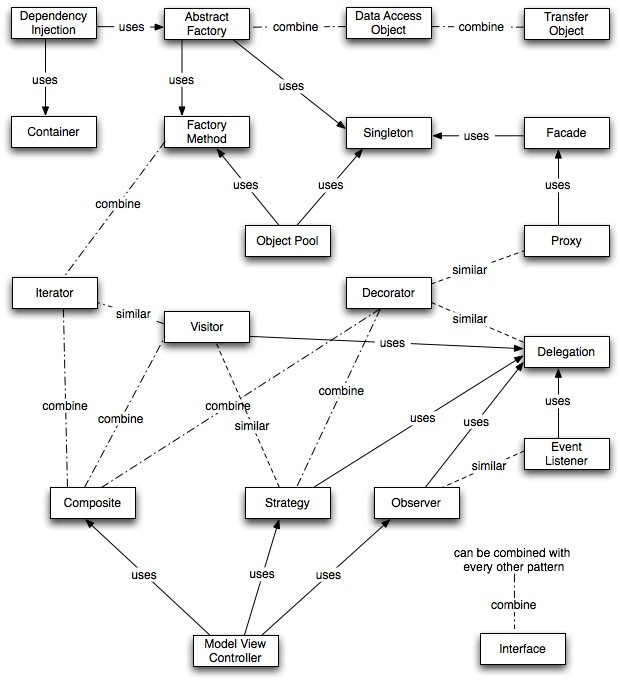 Dependency
Injection
uses
Abstract
Factory
combine
Data Access
Object
combine
Transfer
Object
uses
uses
uses
Container
Factory
Method
Singleton
uses
Facade
combine
uses
uses
uses
Object Pool
Proxy
Iterator
similar
Visitor
Decorator
similar
similar
uses
Delegation
combine
combine
combine
similar
combine
uses
uses
uses
similar
Event
Listener
Composite
Strategy
Observer
uses
uses
uses
can be combined with
every other pattern
combine
Model View
Controller
Interface